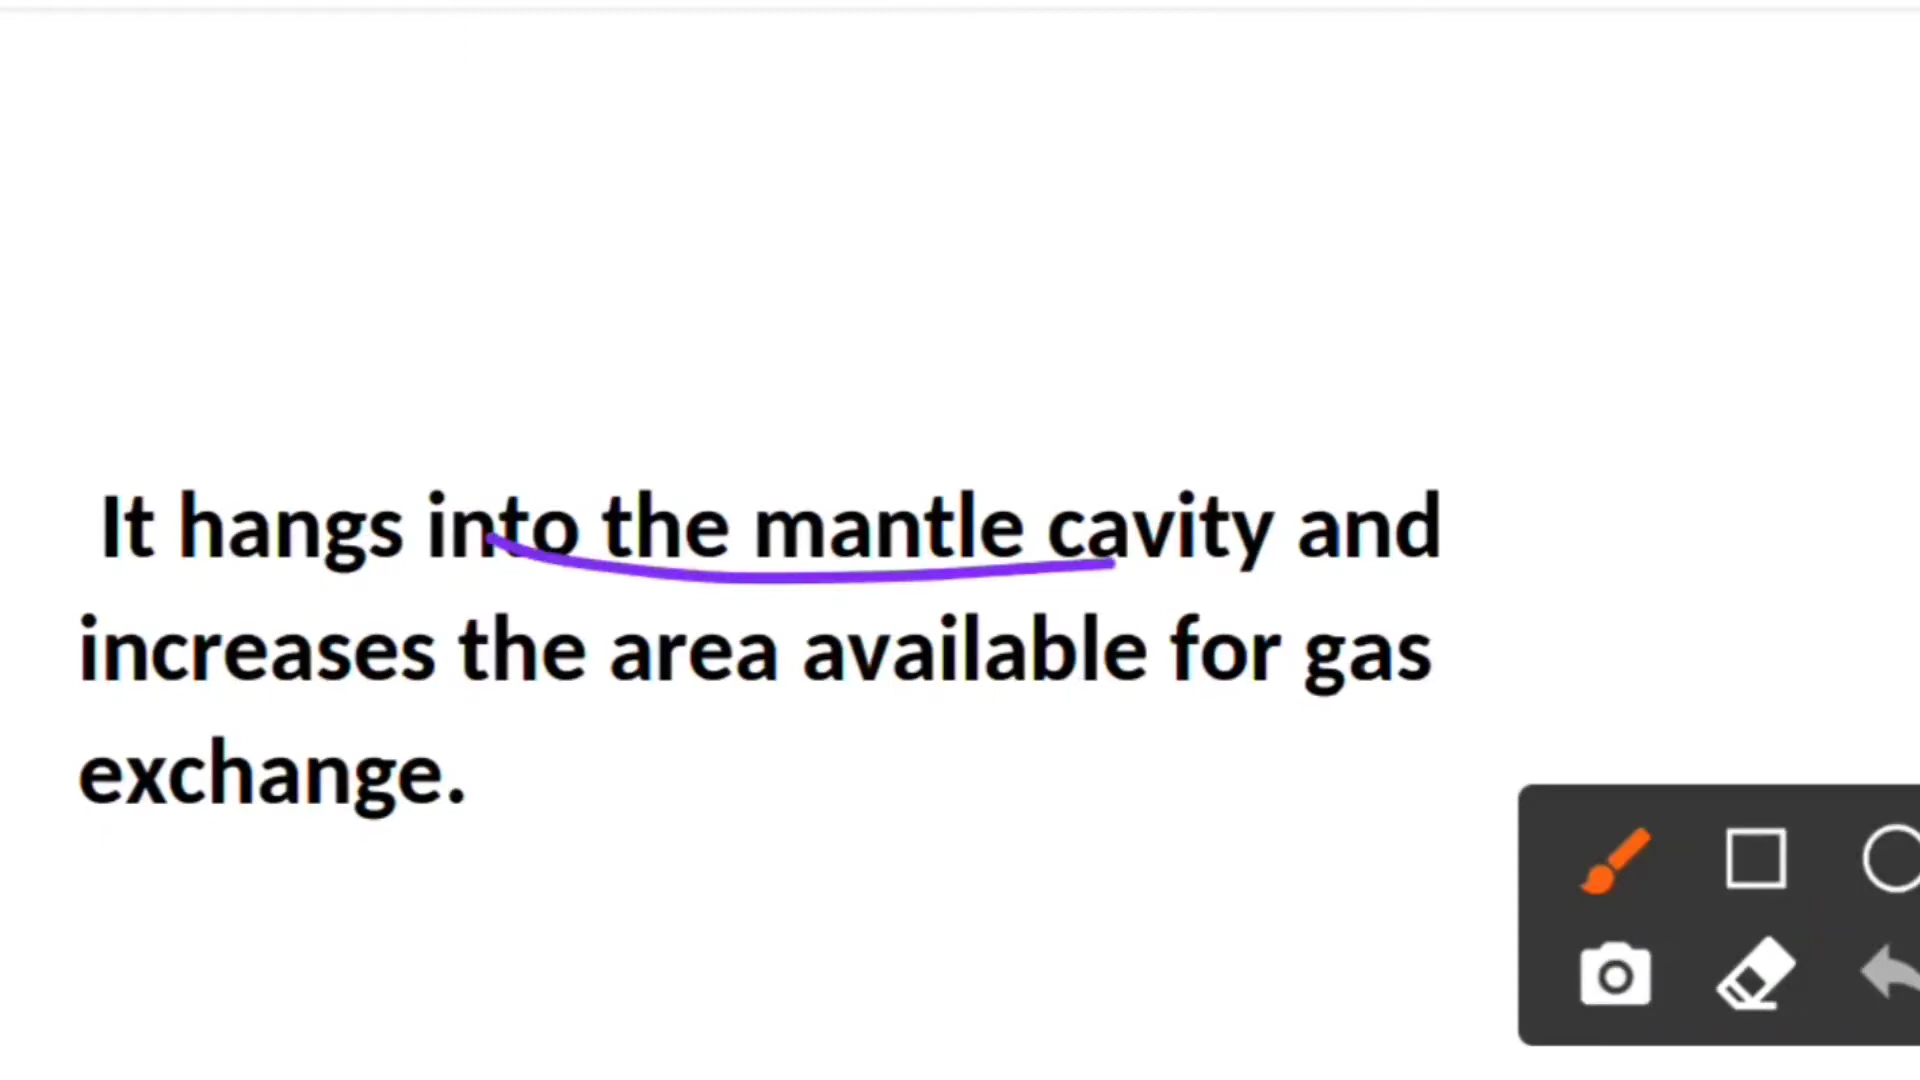 It hangs into the mantle cavity and
increases the area available for gas
exchange.